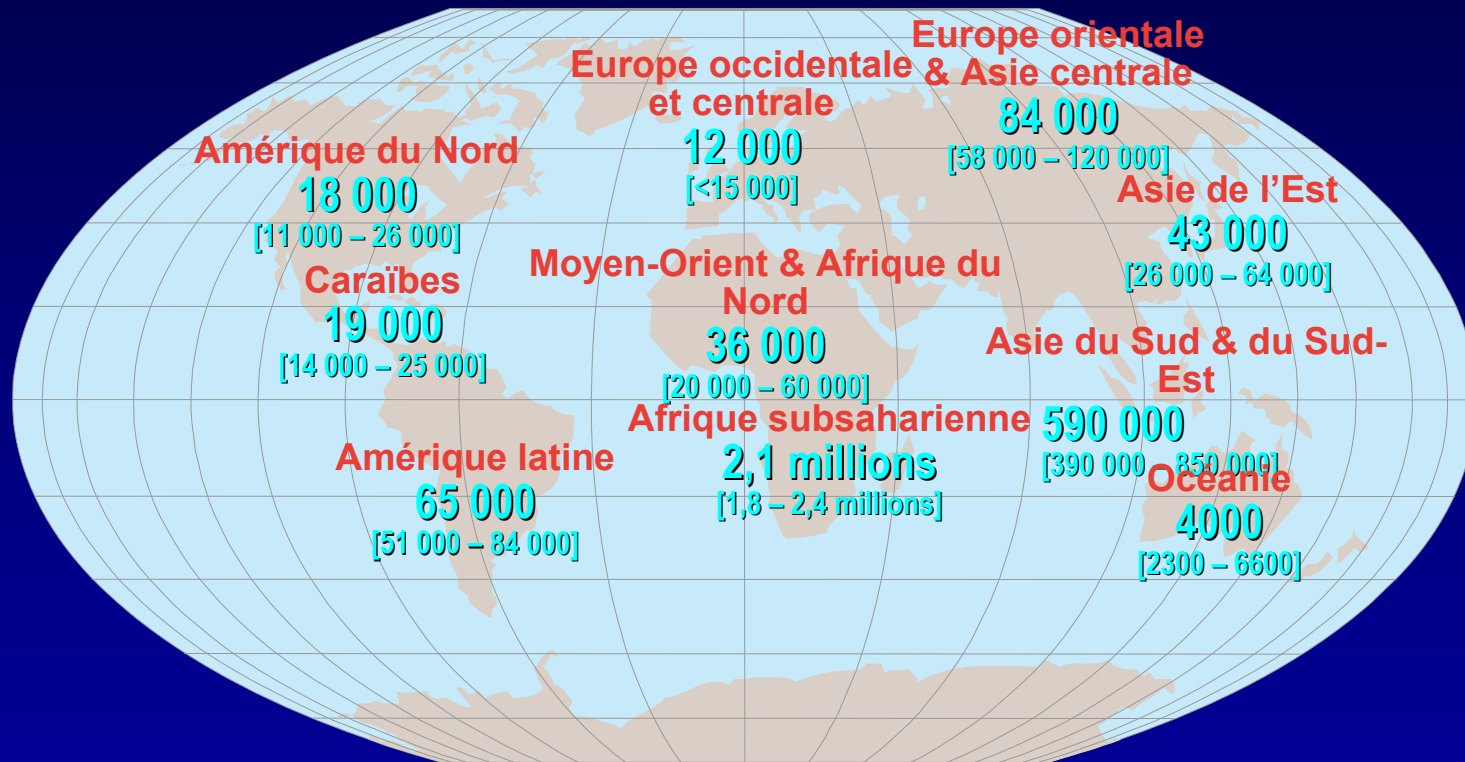 Europe orientale
& Asie centrale
84 000
[58 000 – 120 000]
Europe occidentale
et centrale
12 000
[<15 000]
Amérique du Nord
18 000
[11 000 – 26 000]
Asie de l’Est
43 000
[26 000 – 64 000]
Caraïbes
19 000
[14 000 – 25 000]
Moyen-Orient & Afrique du
Nord
36 000
[20 000 – 60 000]
Asie du Sud & du Sud-
Est
590 000
[390 000 – 850 000]
Afrique subsaharienne
2,1 millions
[1,8 – 2,4 millions]
Amérique latine
65 000
[51 000 – 84 000]
Océanie
4000
[2300 – 6600]